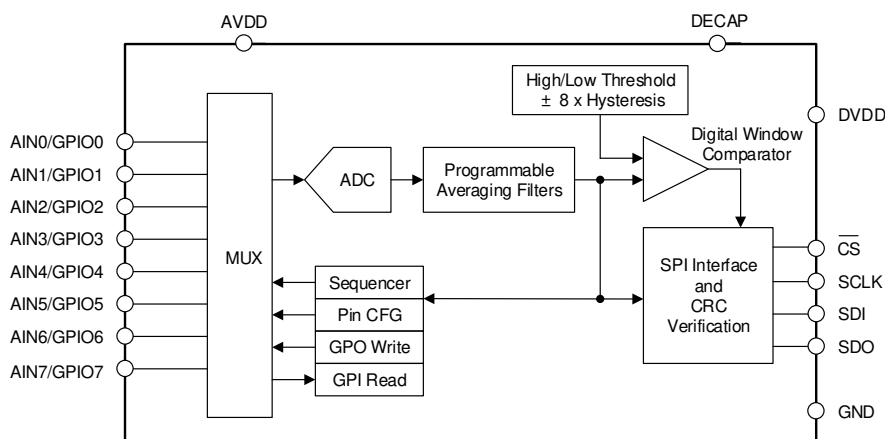 AVDD
DECAP
High/Low Threshold
± 8 x Hysteresis
DVDD
AIN0/GPIO0
AIN1/GPIO1
AIN2/GPIO2
AIN3/GPIO3
AIN4/GPIO4
AIN5/GPIO5
AIN6/GPIO6
AIN7/GPIO7
MUX
ADC
Programmable
Averaging Filters
Digital Window
Comparator
Sequencer
Pin CFG
GPO Write
GPI Read
SPI Interface
and
CRC
Verification
CS
SCLK
SDI
SDO
GND